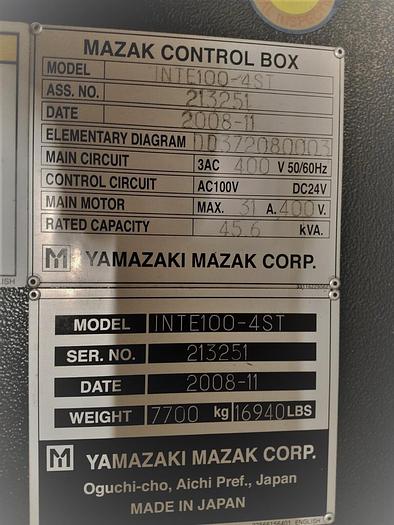 MAZAK CONTROL BOX
MODEL INTE100-4ST
ASS. NO. 213251
DATE 2008-11
ELEMENTARY DIAGRAM DD372080003
MAIN CIRCUIT 3AC 400 V 50/60Hz
CONTROL CIRCUIT AC100V DC24V
MAIN MOTOR MAX. 31 A. 400 V.
RATED CAPACITY 45.6 kVA.
YAMAZAKI MAZAK CORP.
MODEL INTE100-4ST
SER. NO. 213251
DATE 2008-11
WEIGHT 7700 kg 16940 LBS
YAMAZAKI MAZAK CORP.
Oguchi-cho, Aichi Pref., Japan
MADE IN JAPAN
ENGLISH